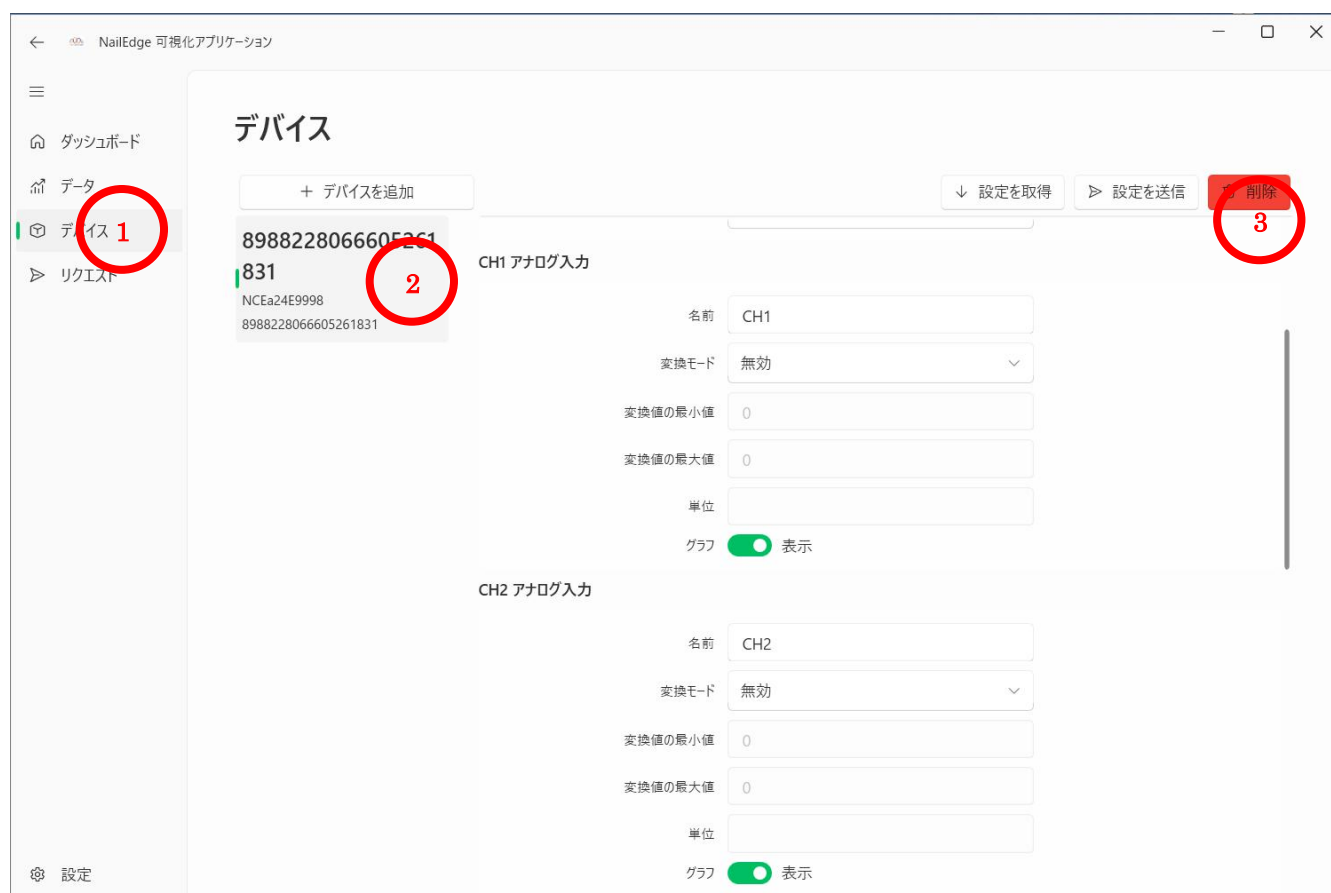 NailEdge 可視化アプリケーション
ダッシュボード
データ
デバイス
リクエスト
設定
デバイス
+ デバイスを追加
設定を取得
設定を送信
削除
8988228066605261
831
NCEa24E9998
8988228066605261831
1
2
3
CH1 アナログ入力
名前 CH1
変換モード 無効
変換値の最小値 0
変換値の最大値 0
単位
グラフ 表示
CH2 アナログ入力
名前 CH2
変換モード 無効
変換値の最小値 0
変換値の最大値 0
単位
グラフ 表示